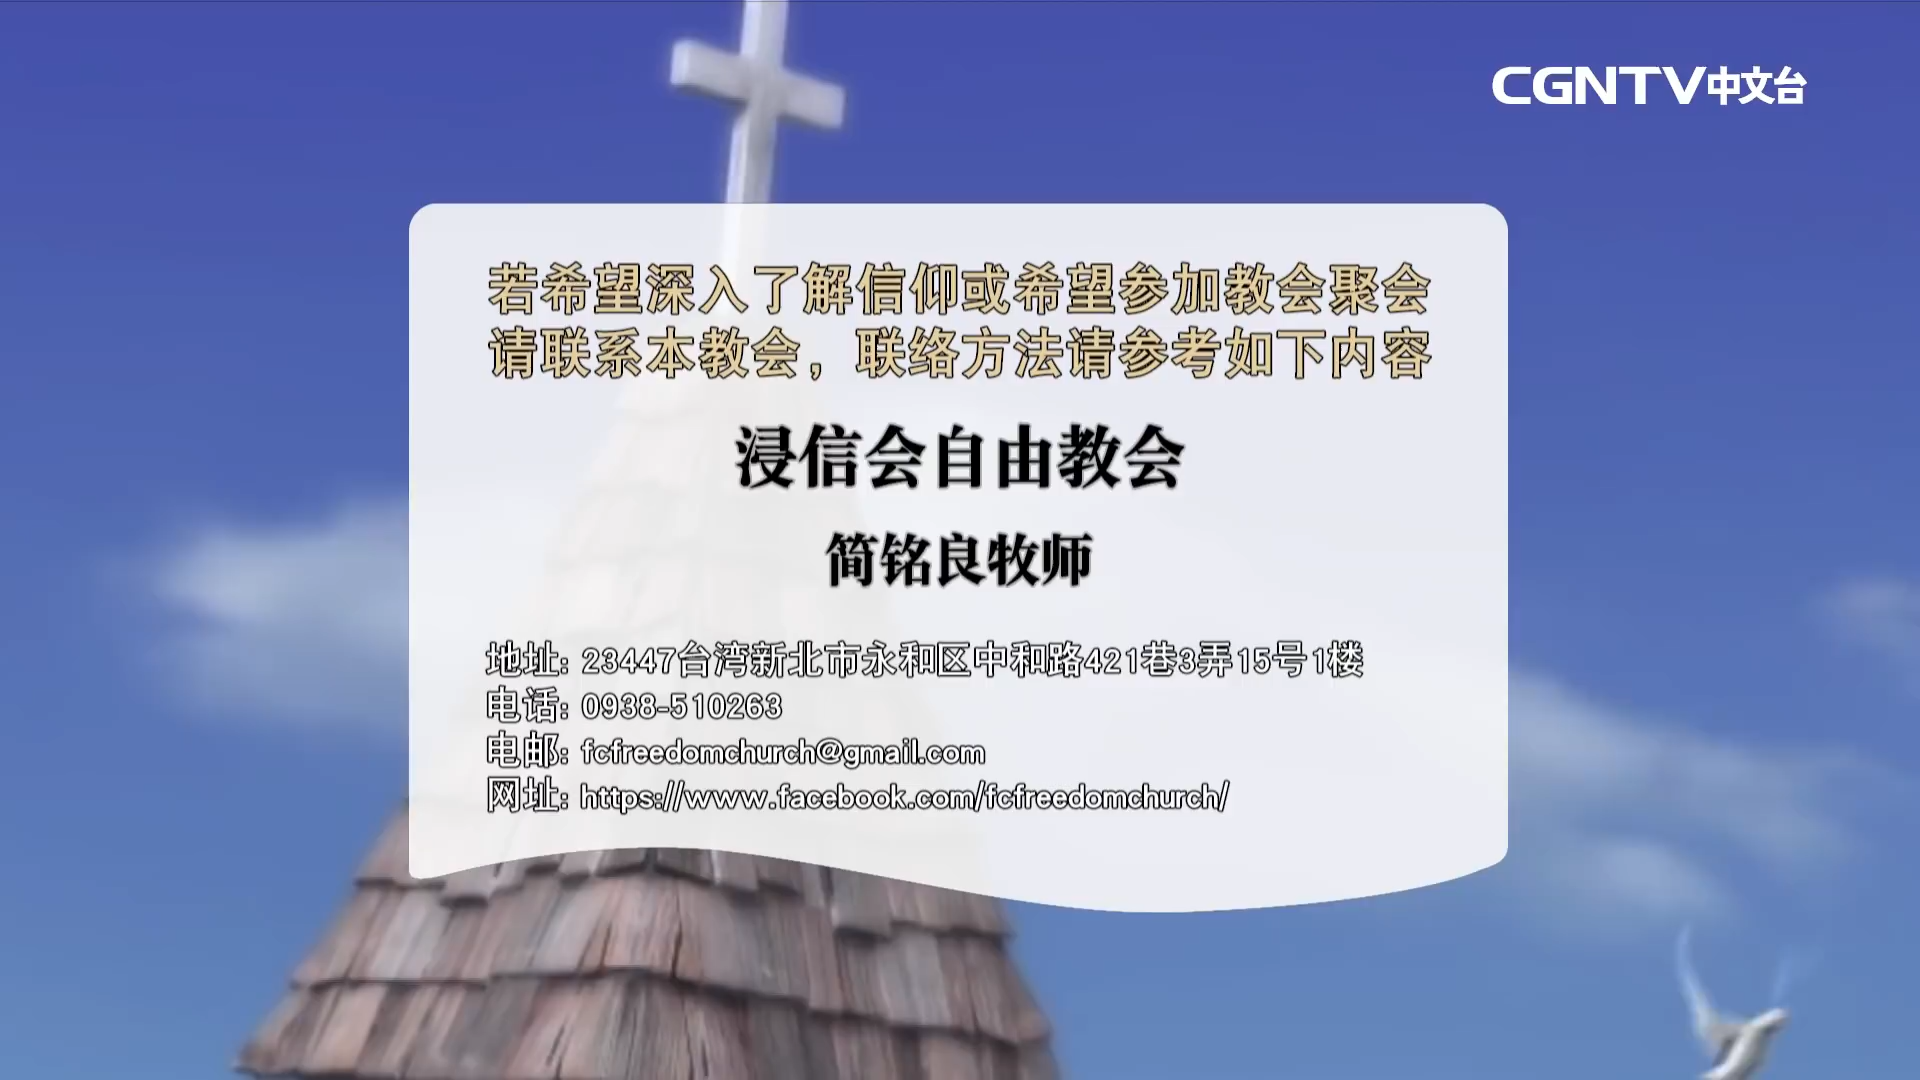 CGNTV中文台
若希望深入了解信仰或希望参加教会聚会
请联系本教会，联络方法请参考如下内容
浸信会自由教会
简铭良牧师
地址: 23447台湾新北市永和区中和路421巷3弄15号1楼
电话: 0938-510263
电邮: fcfreedomchurch@gmail.com
网址: https://www.facebook.com/fcfreedomchurch/